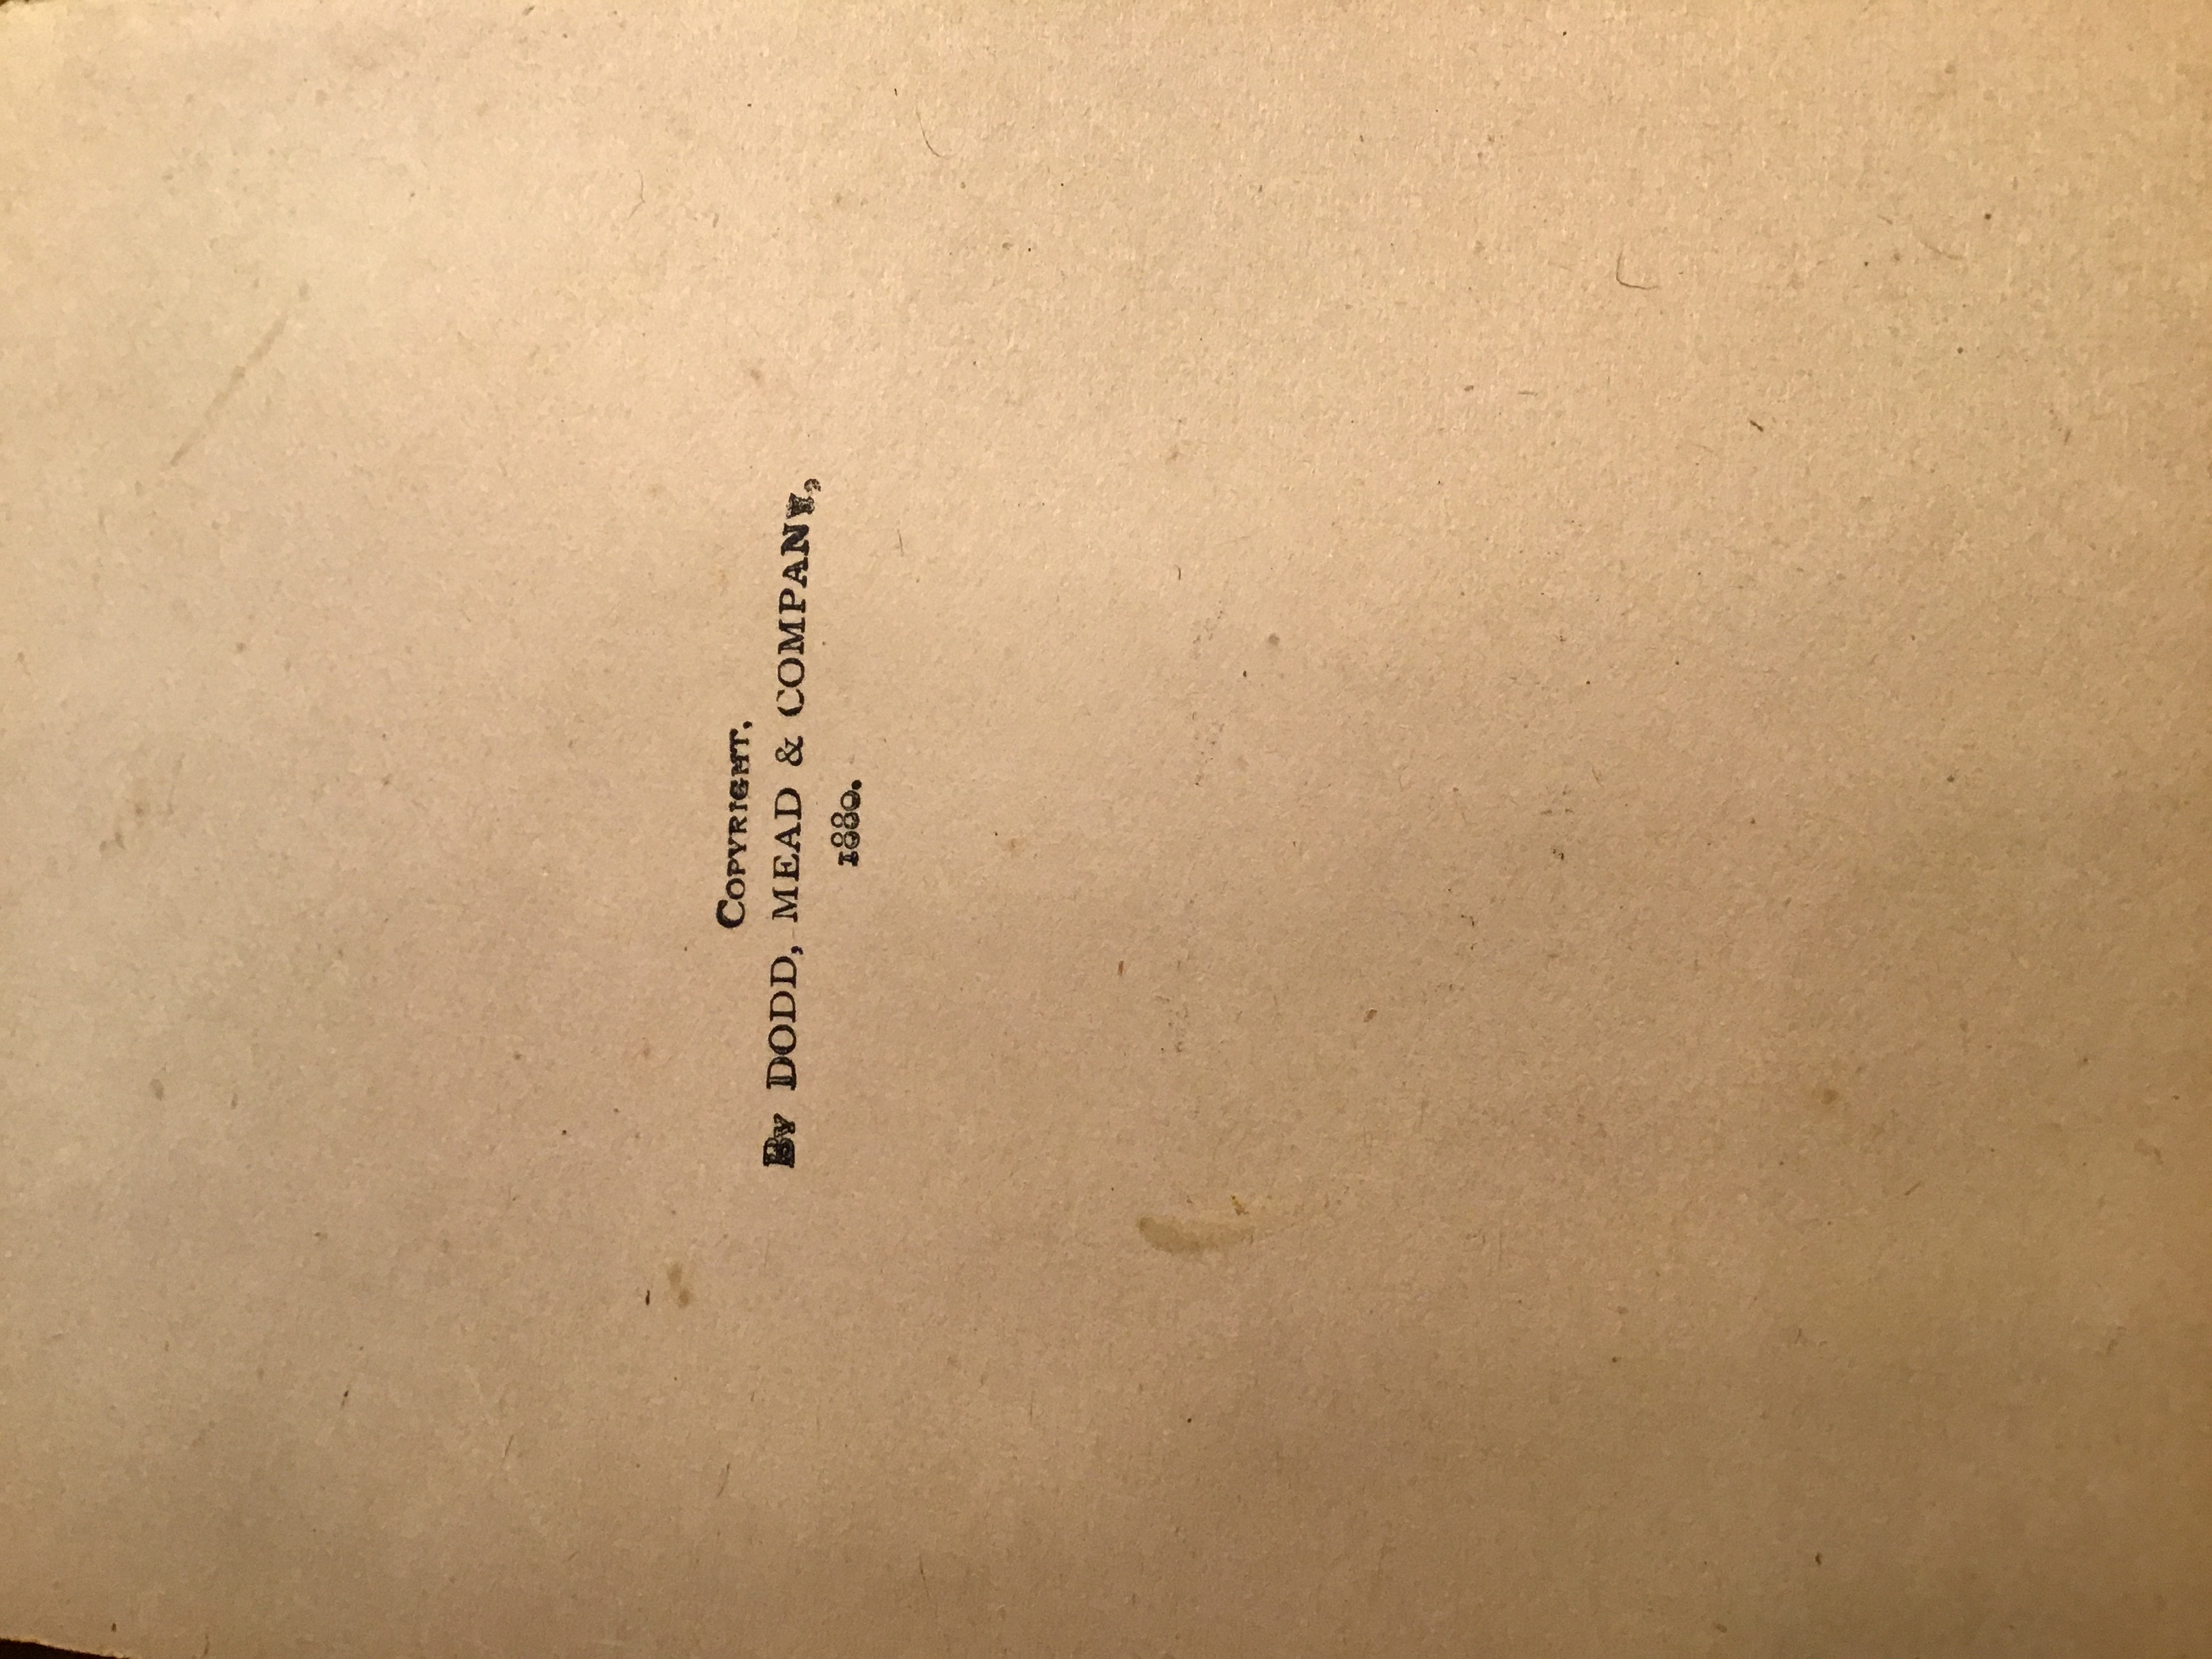 Copyright,
By DODD, MEAD & COMPANY,
1880.